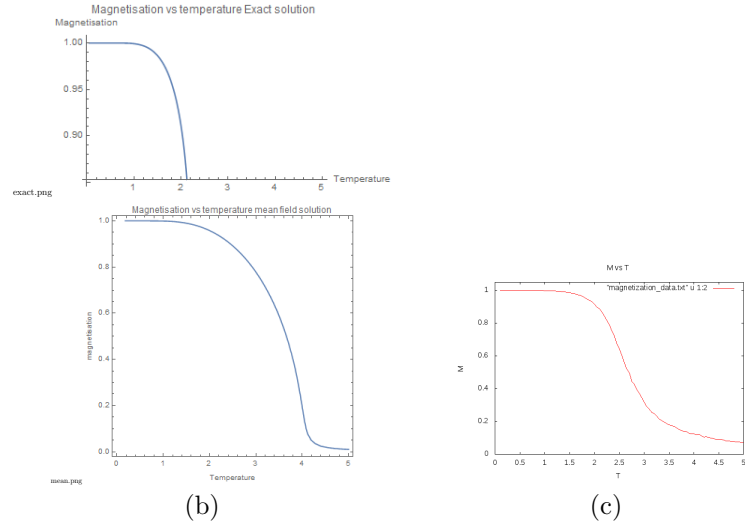 Magnetisation vs temperature Exact solution
Magnetisation
1.00
0.95
0.90
1 2 3 4 5
Temperature
exact.png
Magnetisation vs temperature mean field solution
magnetisation
1.0
0.8
0.6
0.4
0.2
0.0
0 1 2 3 4 5
Temperature
mean.png
(b)
M vs T
"magnetization_data.txt" u 1:2
M
1
0.8
0.6
0.4
0.2
0
0 0.5 1 1.5 2 2.5 3 3.5 4 4.5 5
T
(c)